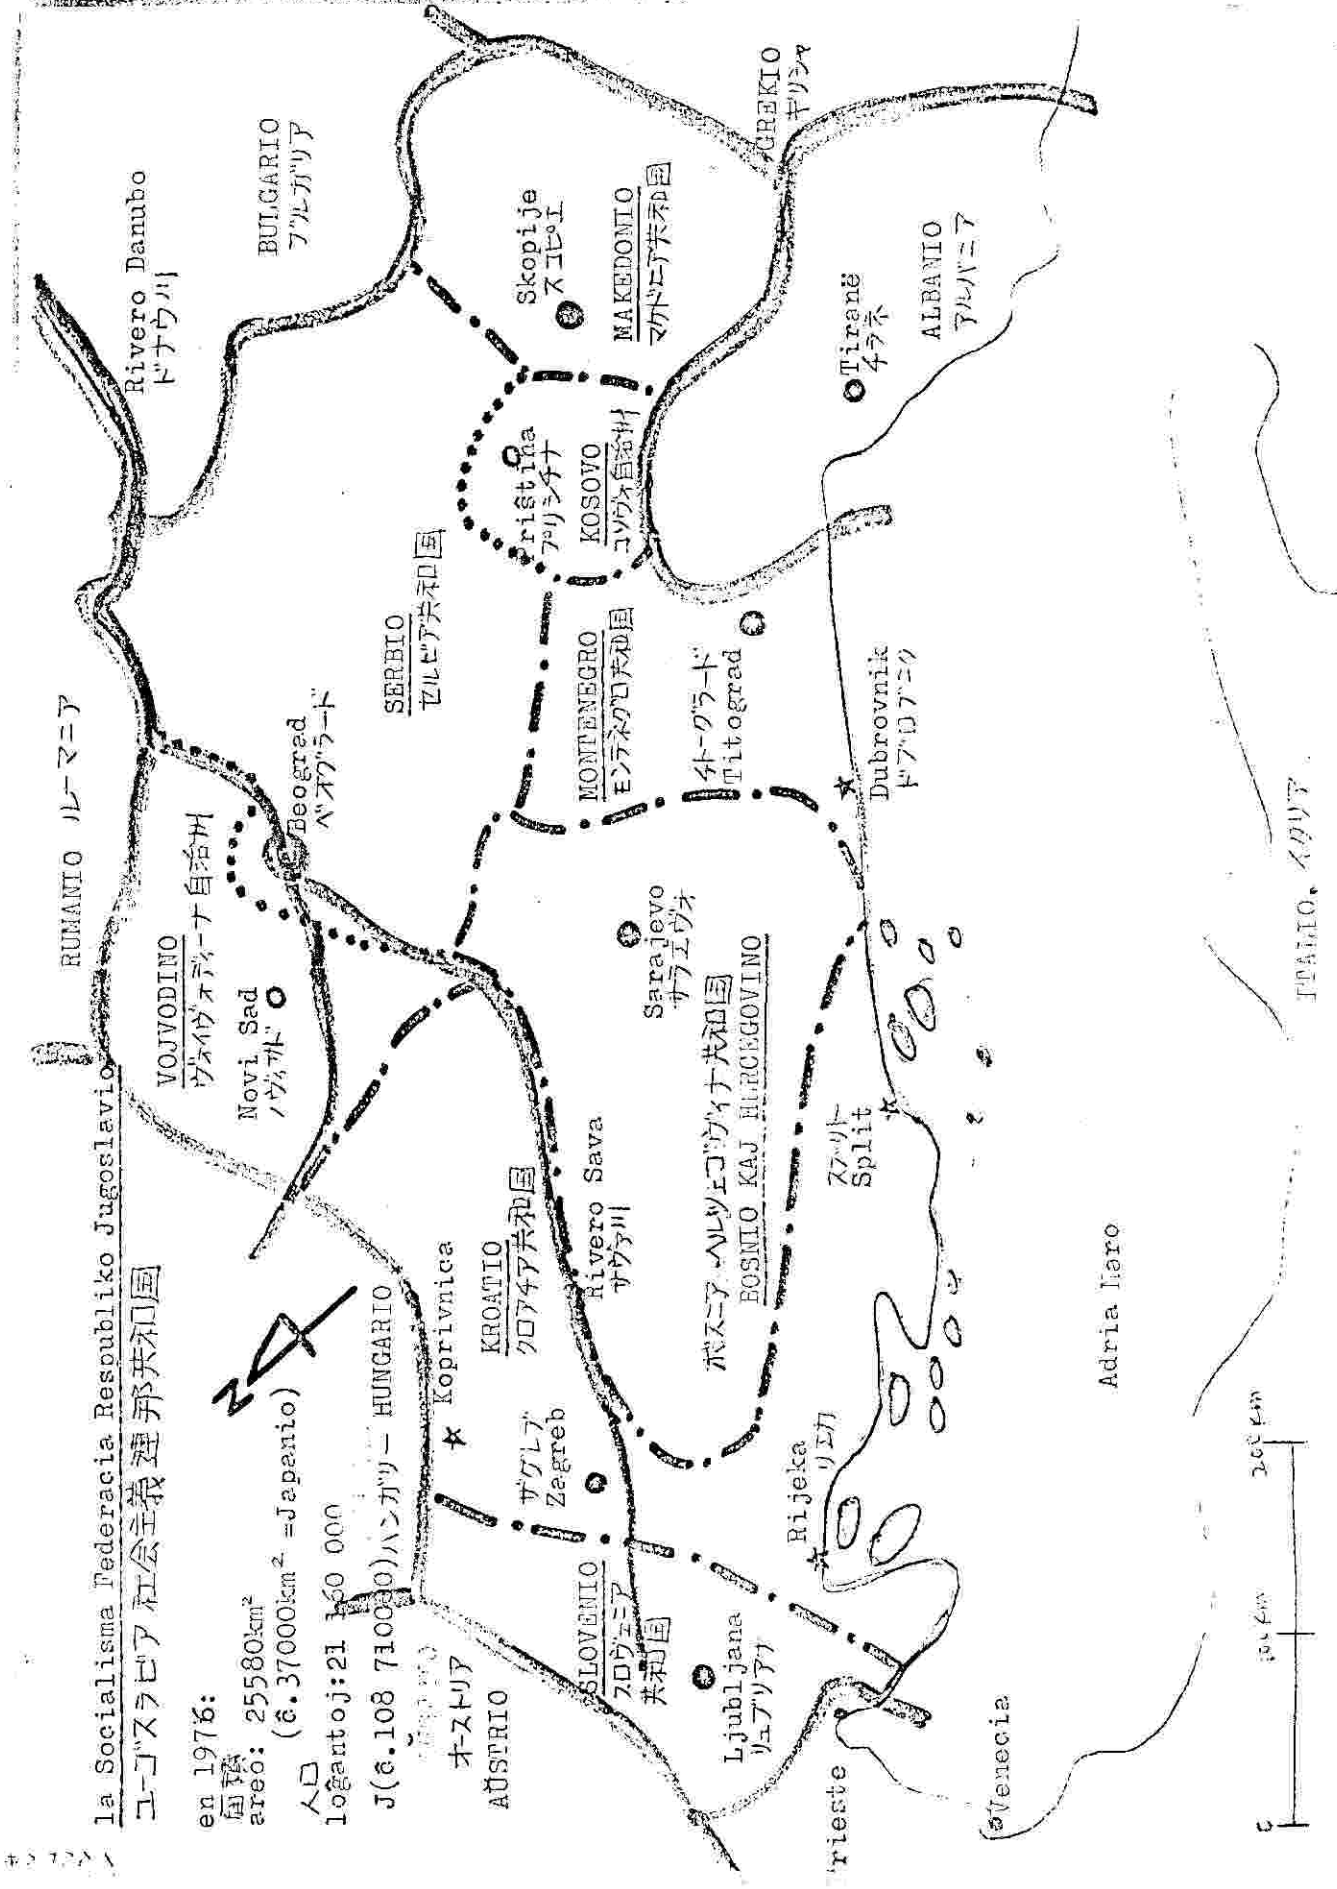 la Socialisma Federacia Respubliko Jugoslavio
ユーゴスラビア社会主義連邦共和国
en 1976:
面積
areo: 25580km²
(ĉ.37000km² =Japanio)
人口
loĝantoj:21 160 000
J(ĉ.108 710000)
ハンガリー HUNGARIO
オーストリア
AŬSTRIO
RUMANIO ルーマニア
Rivero Danubo
ドナウ川
BULGARIO
ブルガリア
GREKIO
ギリシャ
VOJVODINO
ヴォイヴォディーナ自治州
Novi Sad
ノヴィサド
Beograd
ベオグラード
SERBIO
セルビア共和国
Skopije
スコピエ
MAKEDONIO
マケドニア共和国
Priŝtina
プリシチナ
KOSOVO
コソヴォ自治州
Tiranë
チラネ
ALBANIO
アルバニア
MONTENEGRO
モンテネグロ共和国
チトーグラード
Titograd
Dubrovnik
ドブロブニク
Koprivnica
KROATIO
クロアチア共和国
ザグレブ
Zagreb
Rivero Sava
サヴァ川
Sarajevo
サラエヴォ
ボスニア・ヘルツェゴヴィナ共和国
BOSNIO KAJ HERCEGOVINO
スプリト
Split
SLOVENIO
スロヴェニア
共和国
Ljubljana
リュブリアナ
Rijeka
リエカ
Trieste
Venecia
Adria Maro
ITALIO, イタリア
N
0 100km 200km